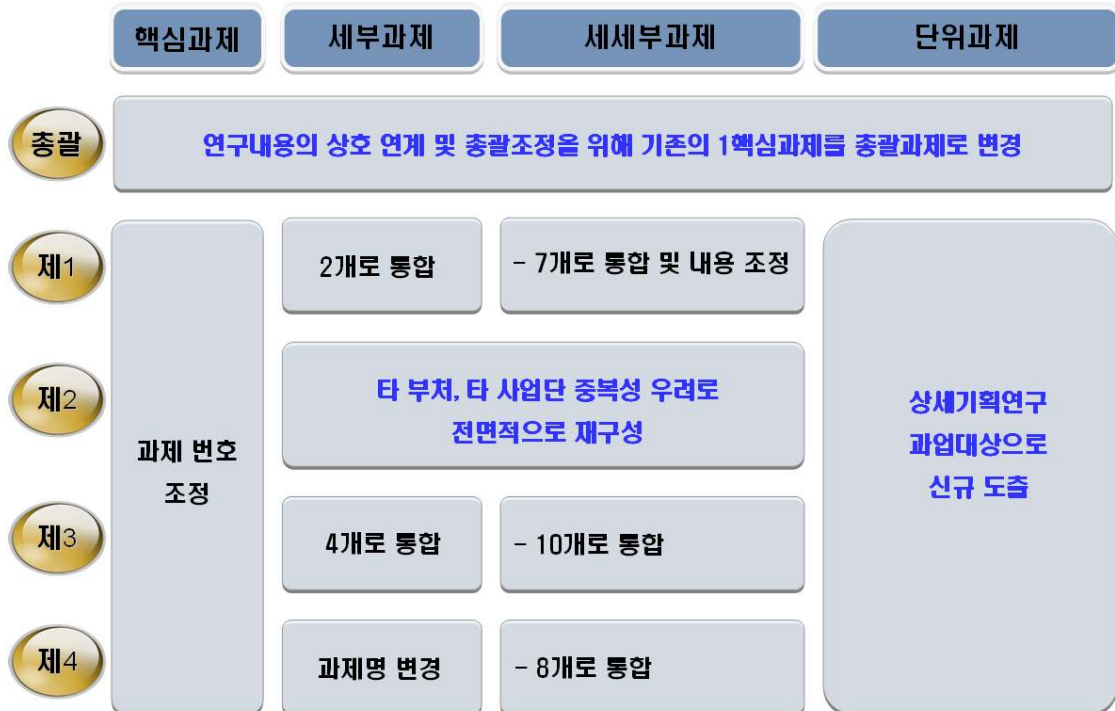 핵심과제 세부과제 세세부과제 단위과제
총괄 연구내용의 상호 연계 및 총괄조정을 위해 기존의 1핵심과제를 총괄과제로 변경
제1 2개로 통합 - 7개로 통합 및 내용 조정
제2 타 부처, 타 사업단 중복성 우려로
전면적으로 재구성
과제 번호
조정
상세기획연구
과업대상으로
신규 도출
제3 4개로 통합 - 10개로 통합
제4 과제명 변경 - 8개로 통합